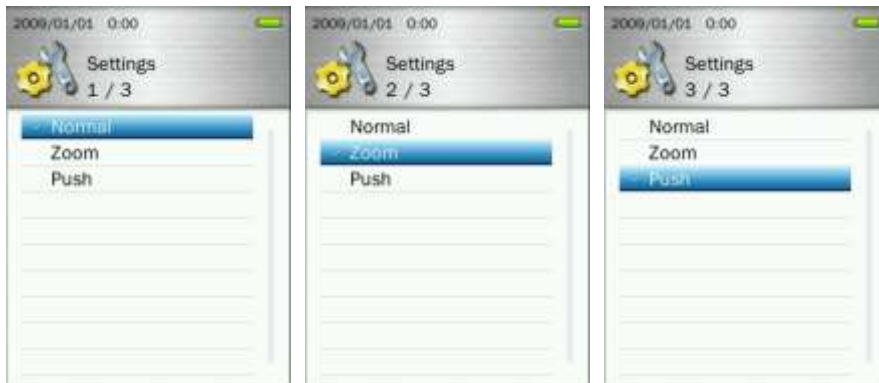 2009/01/01 0:00
Settings
1 / 3
Normal
Zoom
Push
2009/01/01 0:00
Settings
2 / 3
Normal
Zoom
Push
2009/01/01 0:00
Settings
3 / 3
Normal
Zoom
Push